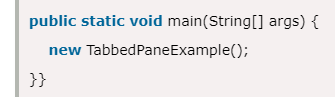 public static void main(String[] args) {
new TabbedPaneExample();
}}